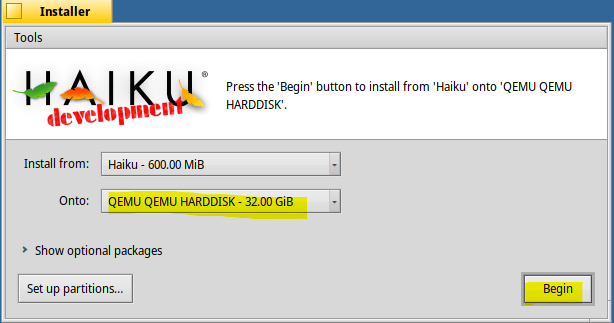 Installer
Tools
HAIKU®
development
Press the 'Begin' button to install from 'Haiku' onto 'QEMU QEMU
HARDDISK'.
Install from: Haiku - 600.00 MiB
Onto: QEMU QEMU HARDDISK - 32.00 GiB
Show optional packages
Set up partitions... Begin